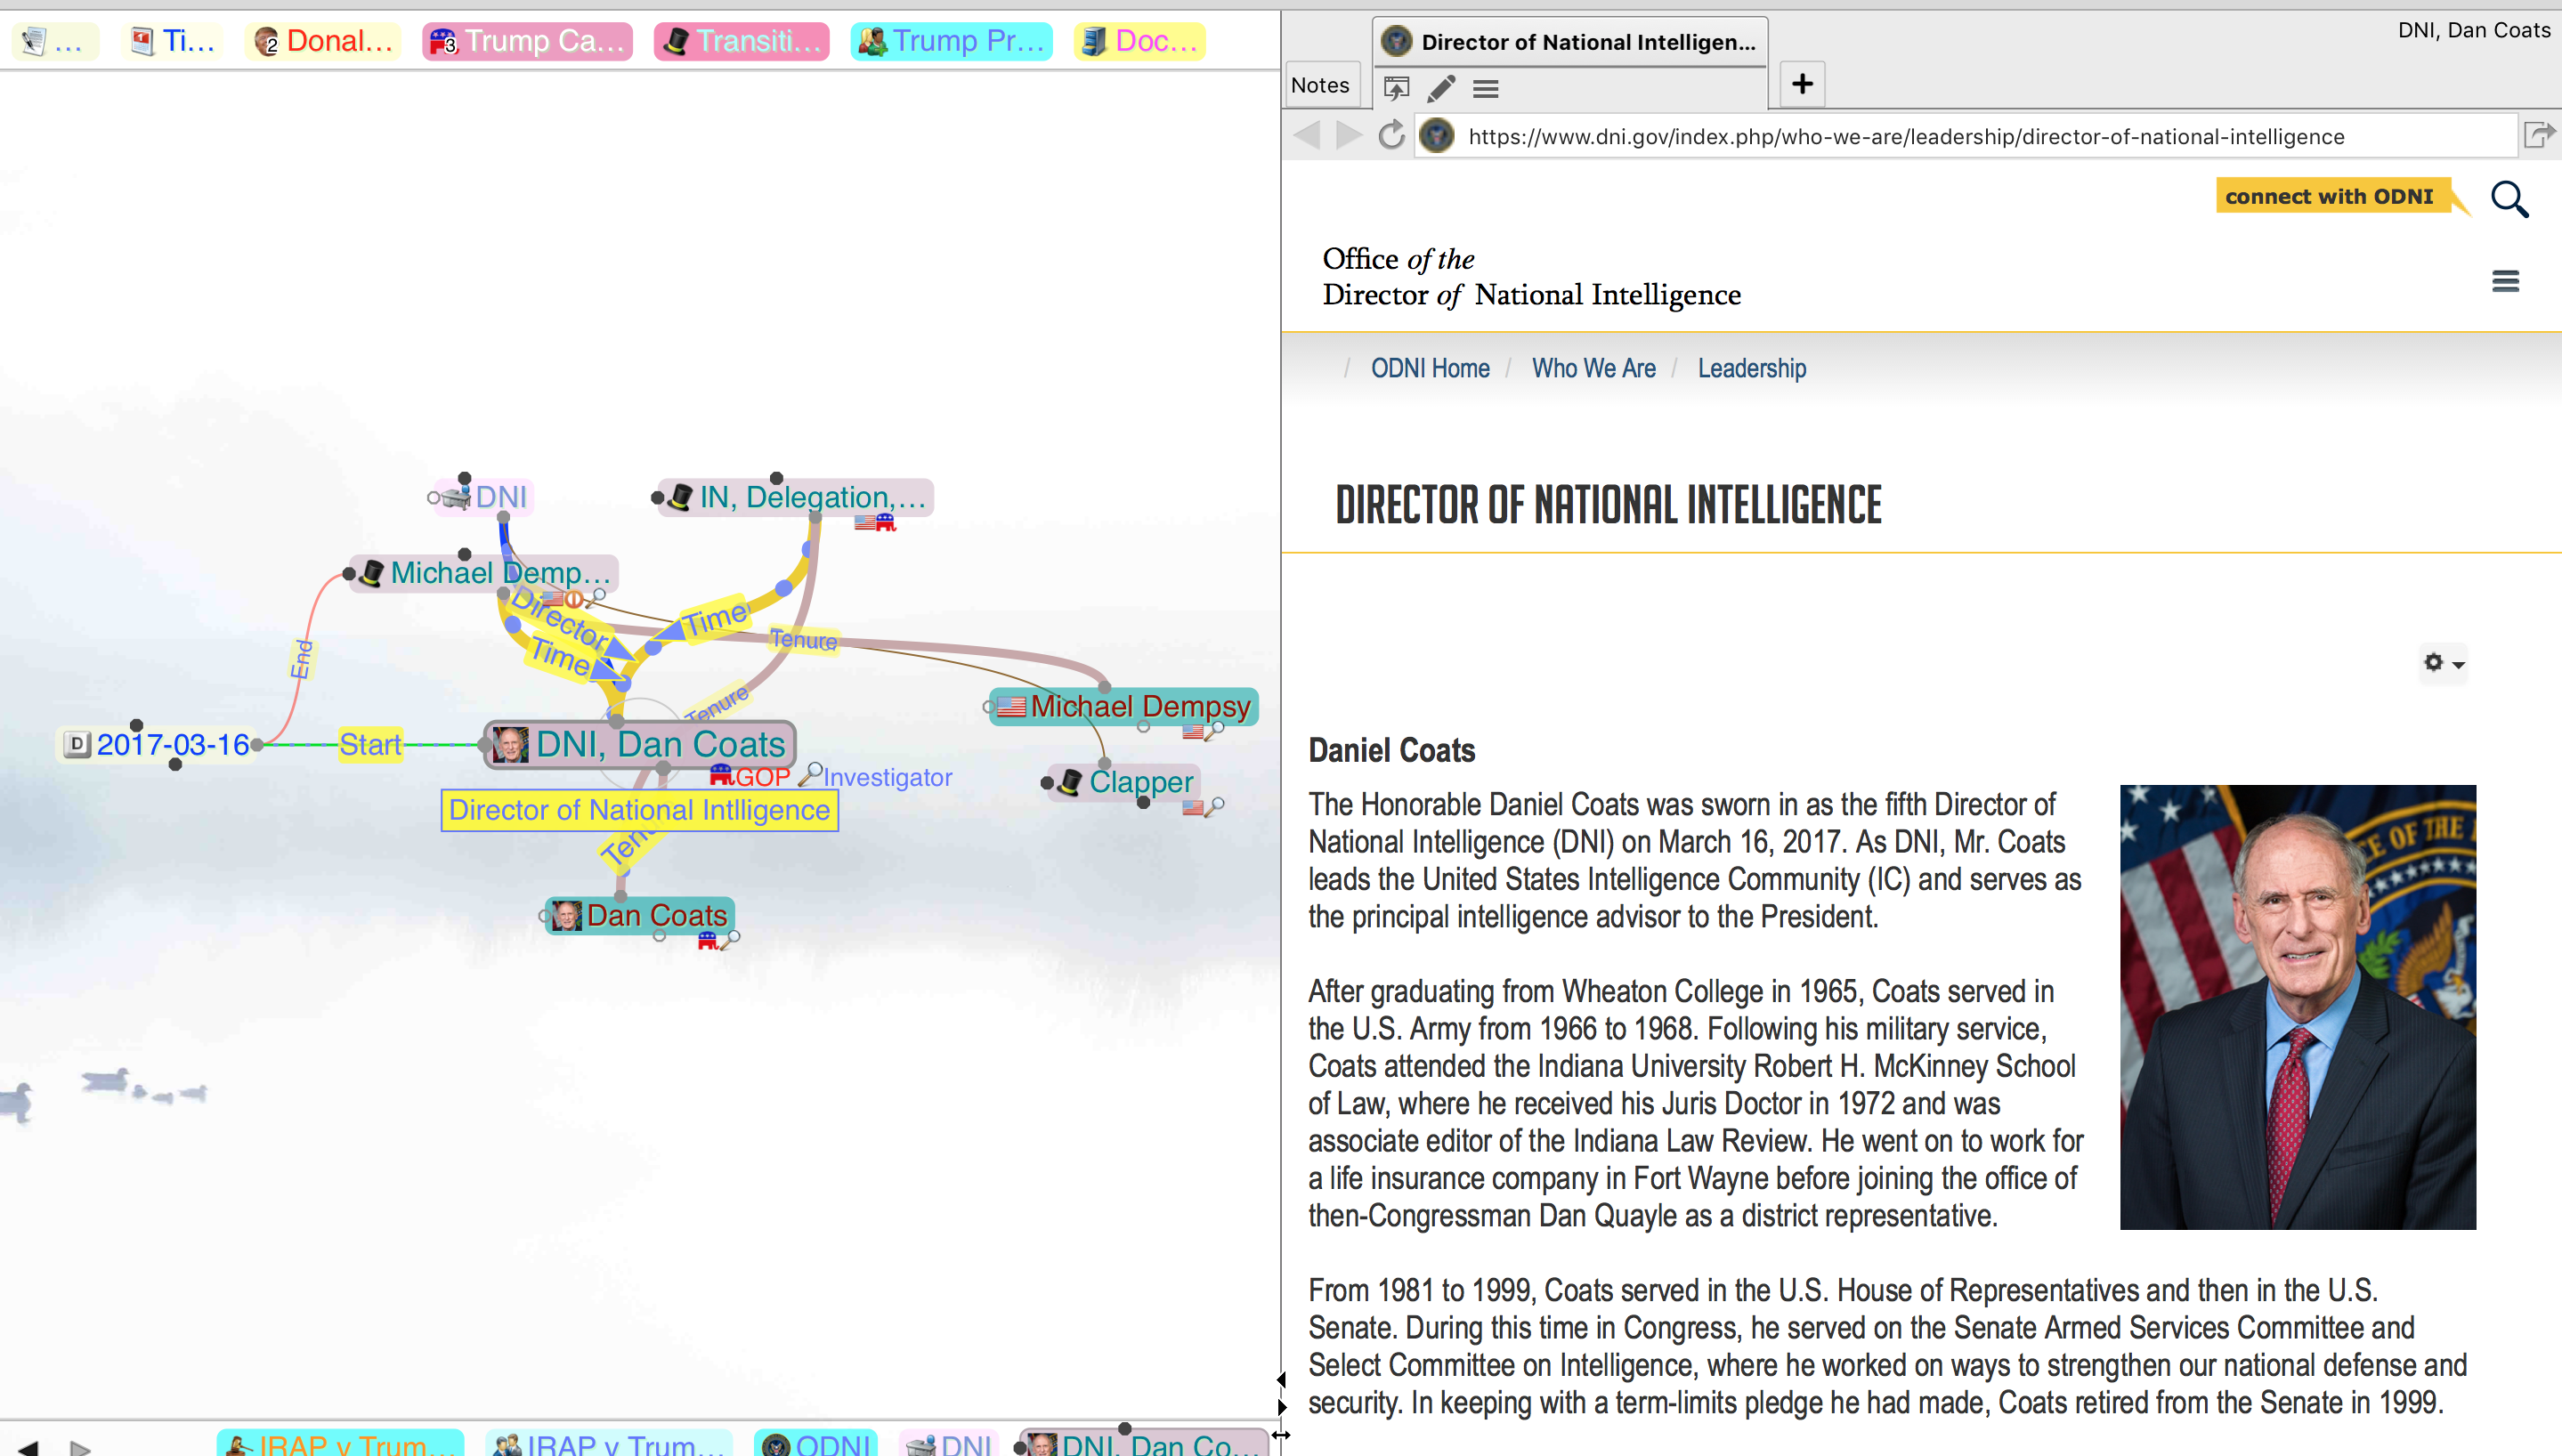 ...
Ti...
Donal...
Trump Ca...
Transiti...
Trump Pr...
Doc...
DNI
IN, Delegation,...
Michael Demp...
Director
Time
Time
Tenure
End
Tenure
Michael Dempsy
2017-03-16
Start
DNI, Dan Coats
GOP
Investigator
Clapper
Director of National Intlligence
Dan Coats
IRAP v Trum...
IRAP v Trum...
ODNI
DNI
DNI, Dan Co...
Director of National Intelligen...
DNI, Dan Coats
Notes
+
https://www.dni.gov/index.php/who-we-are/leadership/director-of-national-intelligence
connect with ODNI
Office of the
Director of National Intelligence
/ ODNI Home / Who We Are / Leadership
DIRECTOR OF NATIONAL INTELLIGENCE
Daniel Coats
The Honorable Daniel Coats was sworn in as the fifth Director of
National Intelligence (DNI) on March 16, 2017. As DNI, Mr. Coats
leads the United States Intelligence Community (IC) and serves as
the principal intelligence advisor to the President.
After graduating from Wheaton College in 1965, Coats served in
the U.S. Army from 1966 to 1968. Following his military service,
Coats attended the Indiana University Robert H. McKinney School
of Law, where he received his Juris Doctor in 1972 and was
associate editor of the Indiana Law Review. He went on to work for
a life insurance company in Fort Wayne before joining the office of
then-Congressman Dan Quayle as a district representative.
From 1981 to 1999, Coats served in the U.S. House of Representatives and then in the U.S.
Senate. During this time in Congress, he served on the Senate Armed Services Committee and
Select Committee on Intelligence, where he worked on ways to strengthen our national defense and
security. In keeping with a term-limits pledge he had made, Coats retired from the Senate in 1999.